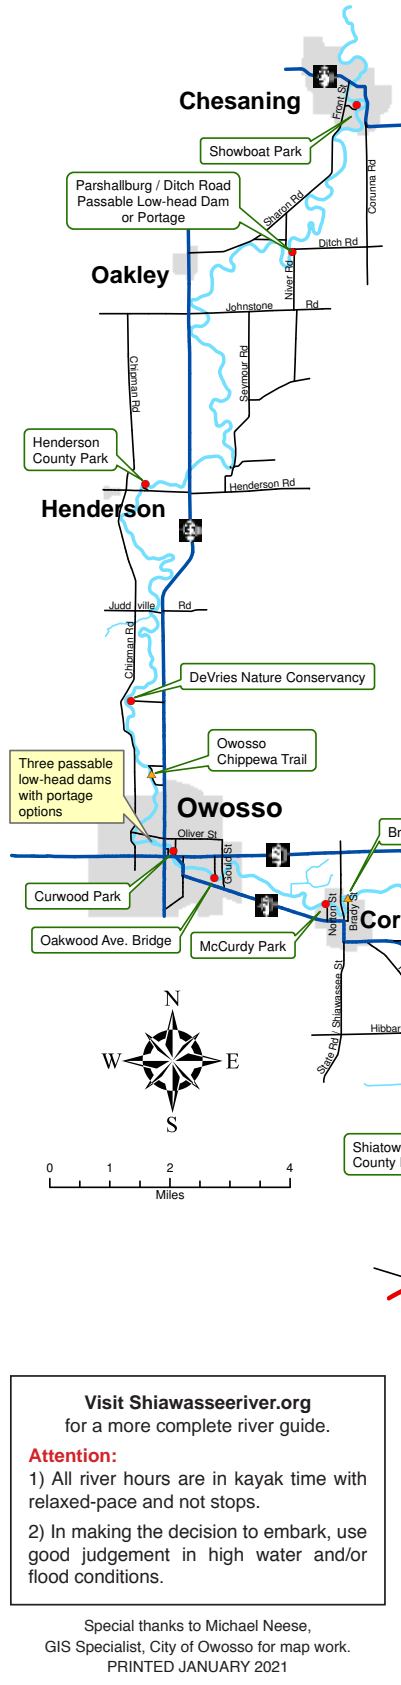 Chesaning
Front St
Showboat Park
Corunna Rd
Parshallburg / Ditch Road
Passable Low-head Dam
or Portage
Sharon Rd
Ditch Rd
Oakley
Niver Rd
Johnstone Rd
Chipman Rd
Seymour Rd
Henderson
County Park
Henderson Rd
Henderson
Juddville Rd
Chipman Rd
DeVries Nature Conservancy
Owosso
Chippewa Trail
Three passable
low-head dams
with portage
options
Owosso
Oliver St
Gould St
Br
Curwood Park
Norton St
Brady St
Cor
Oakwood Ave. Bridge
McCurdy Park
State Rd / Shiawassee St
Hibbar
N
W E
S
Shiatow
County
0 1 2 4
Miles
Visit Shiawasseeriver.org
for a more complete river guide.
Attention:
1) All river hours are in kayak time with
relaxed-pace and not stops.
2) In making the decision to embark, use
good judgement in high water and/or
flood conditions.
Special thanks to Michael Neese,
GIS Specialist, City of Owosso for map work.
PRINTED JANUARY 2021